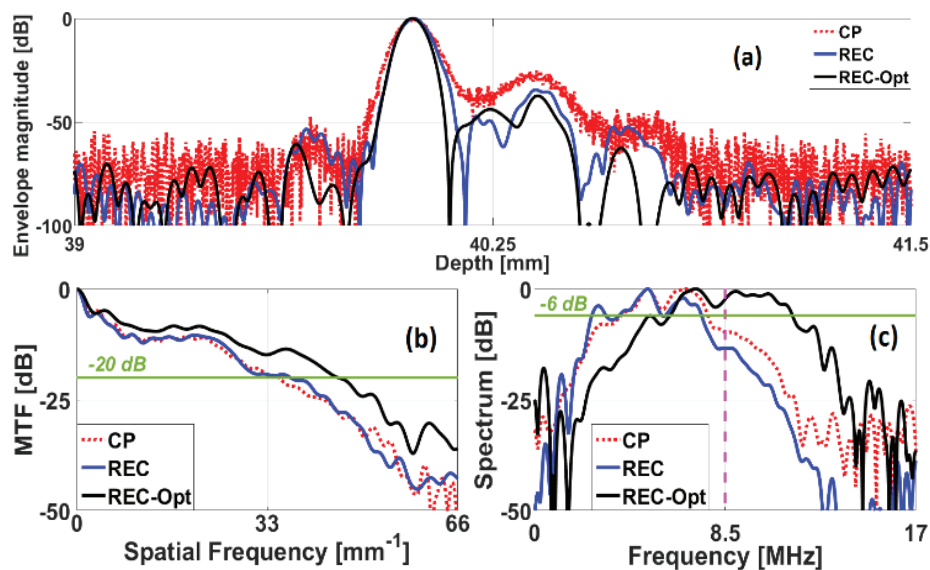 Envelope magnitude [dB]
0
-50
-100
39
40.25
41.5
Depth [mm]
(a)
CP
REC
REC-Opt
MTF [dB]
0
-25
-50
0
33
66
Spatial Frequency [mm-1]
(b)
-20 dB
CP
REC
REC-Opt
Spectrum [dB]
0
-25
-50
0
8.5
17
Frequency [MHz]
(c)
-6 dB
CP
REC
REC-Opt